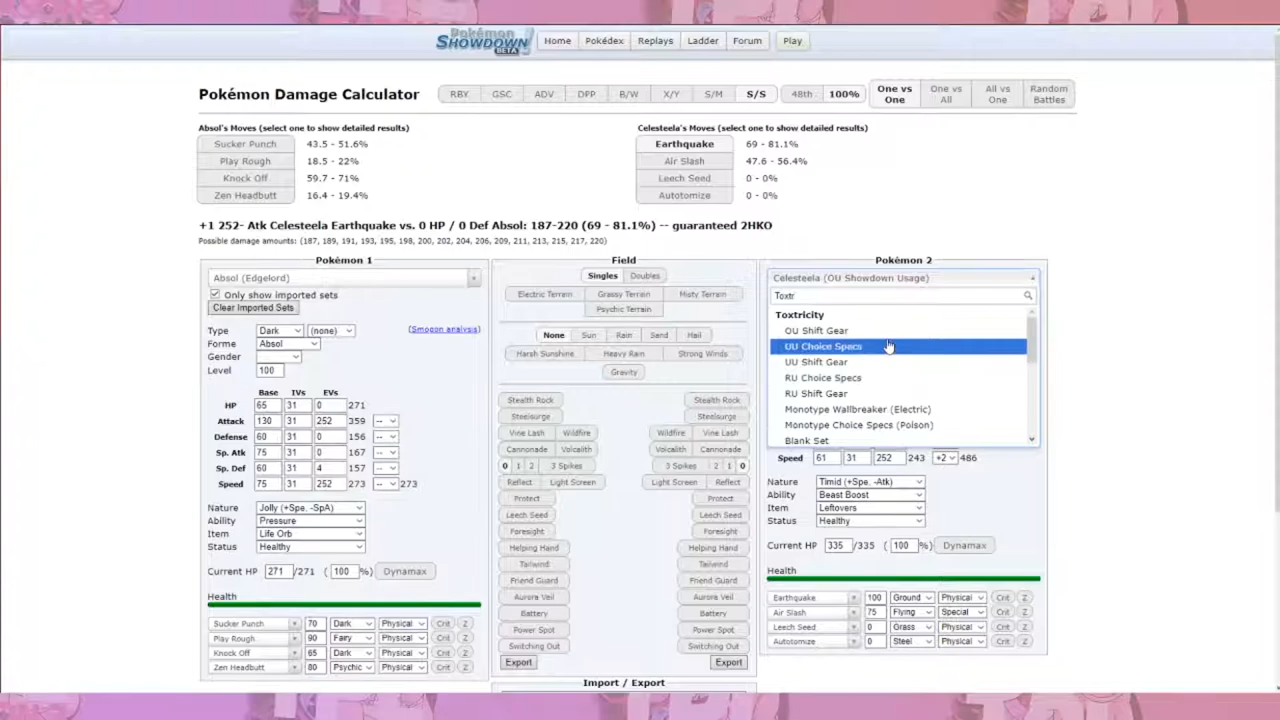 Pokémon
SHOWDOWN
BETA
Home Pokédex Replays Ladder Forum Play
Pokémon Damage Calculator
RBY GSC ADV DPP B/W X/Y S/M S/S 48th 100% One vs One One vs All All vs One Random Battles
Absol's Moves (select one to show detailed results)
Sucker Punch 43.5 - 51.6%
Play Rough 18.5 - 22%
Knock Off 59.7 - 71%
Zen Headbutt 16.4 - 19.4%
Celesteela's Moves (select one to show detailed results)
Earthquake 69 - 81.1%
Air Slash 47.6 - 56.4%
Leech Seed 0 - 0%
Autotomize 0 - 0%
+1 252- Atk Celesteela Earthquake vs. 0 HP / 0 Def Absol: 187-220 (69 - 81.1%) -- guaranteed 2HKO
Possible damage amounts: (187, 189, 191, 193, 195, 198, 200, 202, 204, 206, 209, 211, 213, 215, 217, 220)
Pokémon 1
Absol (Edgelord)
Only show imported sets
Clear Imported Sets
Type Dark (none) (Smogon analysis)
Forme Absol
Gender
Level 100
Base IVs EVs
HP 65 31 0 271
Attack 130 31 252 359 --
Defense 60 31 0 156 --
Sp. Atk 75 31 0 167 --
Sp. Def 60 31 4 157 --
Speed 75 31 252 273 -- 273
Nature Jolly (+Spe, -SpA)
Ability Pressure
Item Life Orb
Status Healthy
Current HP 271 /271 ( 100 %) Dynamax
Health
Sucker Punch 70 Dark Physical Crit Z
Play Rough 90 Fairy Physical Crit Z
Knock Off 65 Dark Physical Crit Z
Zen Headbutt 80 Psychic Physical Crit Z
Field
Singles Doubles
Electric Terrain Grassy Terrain Misty Terrain
Psychic Terrain
None Sun Rain Sand Hail
Harsh Sunshine Heavy Rain Strong Winds
Gravity
Stealth Rock Stealth Rock
Steelsurge Steelsurge
Vine Lash Wildfire Wildfire Vine Lash
Cannonade Volcalith Volcalith Cannonade
0 1 2 3 Spikes 3 Spikes 2 1 0
Reflect Light Screen Light Screen Reflect
Protect Protect
Leech Seed Leech Seed
Foresight Foresight
Helping Hand Helping Hand
Tailwind Tailwind
Friend Guard Friend Guard
Aurora Veil Aurora Veil
Battery Battery
Power Spot Power Spot
Switching Out Switching Out
Export Export
Import / Export
Pokémon 2
Celesteela (OU Showdown Usage)
Toxtr
Toxtricity
OU Shift Gear
UU Choice Specs
UU Shift Gear
RU Choice Specs
RU Shift Gear
Monotype Wallbreaker (Electric)
Monotype Choice Specs (Poison)
Blank Set
Speed 61 31 252 243 +2 486
Nature Timid (+Spe, -Atk)
Ability Beast Boost
Item Leftovers
Status Healthy
Current HP 335 /335 ( 100 %) Dynamax
Health
Earthquake 100 Ground Physical Crit Z
Air Slash 75 Flying Special Crit Z
Leech Seed 0 Grass Physical Crit Z
Autotomize 0 Steel Physical Crit Z